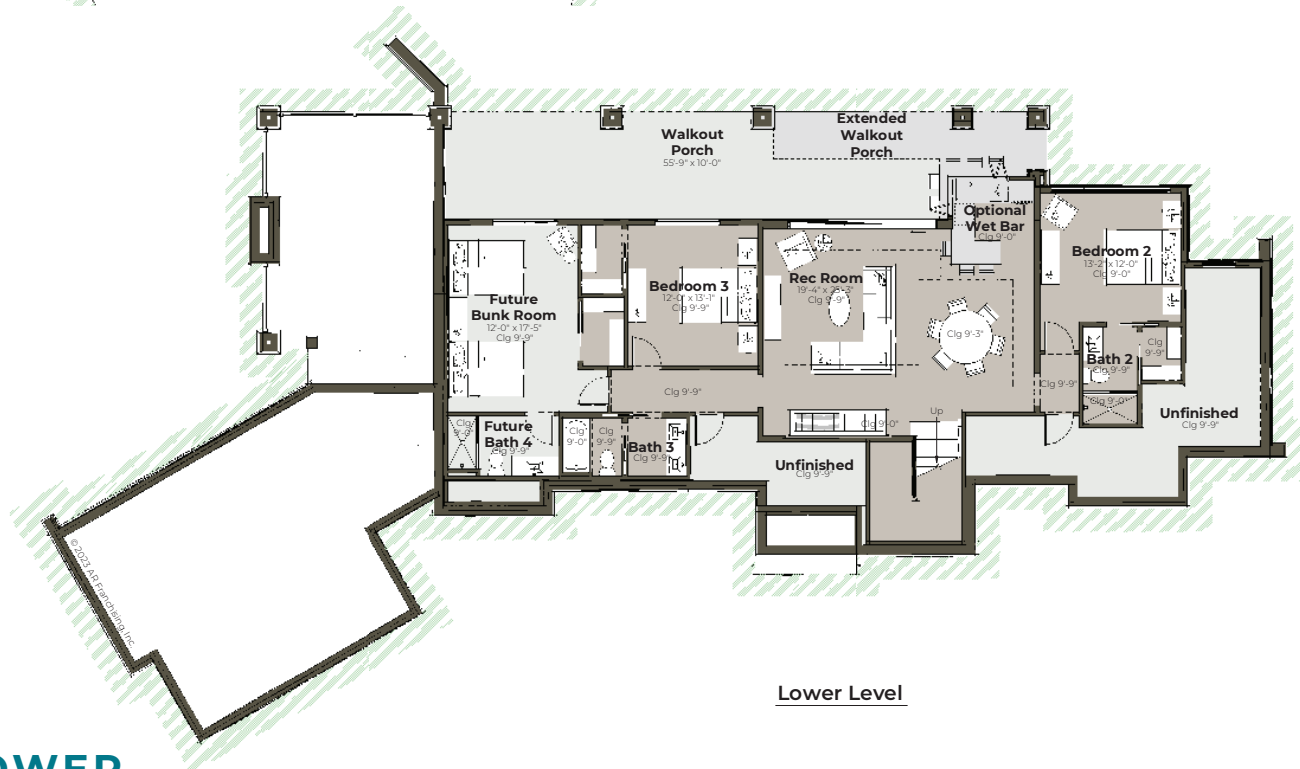 Walkout
Porch
55'-9" x 10'-0"
Extended
Walkout
Porch
Optional
Wet Bar
Clg 9'-0"
Bedroom 2
13'-2" x 12'-0"
Clg 9'-0"
Rec Room
Clg 9'-9"
Bedroom 3
12'-0" x 13'-1"
Clg 9'-9"
Future
Bunk Room
12'-0" x 17'-5"
Clg 9'-9"
Clg 9'-3"
Clg
9'-9"
Bath 2
Clg 9'-9"
Clg 9'-9"
Clg 9'-9"
Clg 9'-0"
Unfinished
Clg 9'-9"
Up
Clg 9'-0"
Clg
9'-0"
Future
Bath 4
Clg 9'-9"
Clg
9'-0"
Clg
9'-9"
Bath 3
Clg 9'-9"
Unfinished
Clg 9'-9"
© 2023 AR Franchising, Inc.
Lower Level